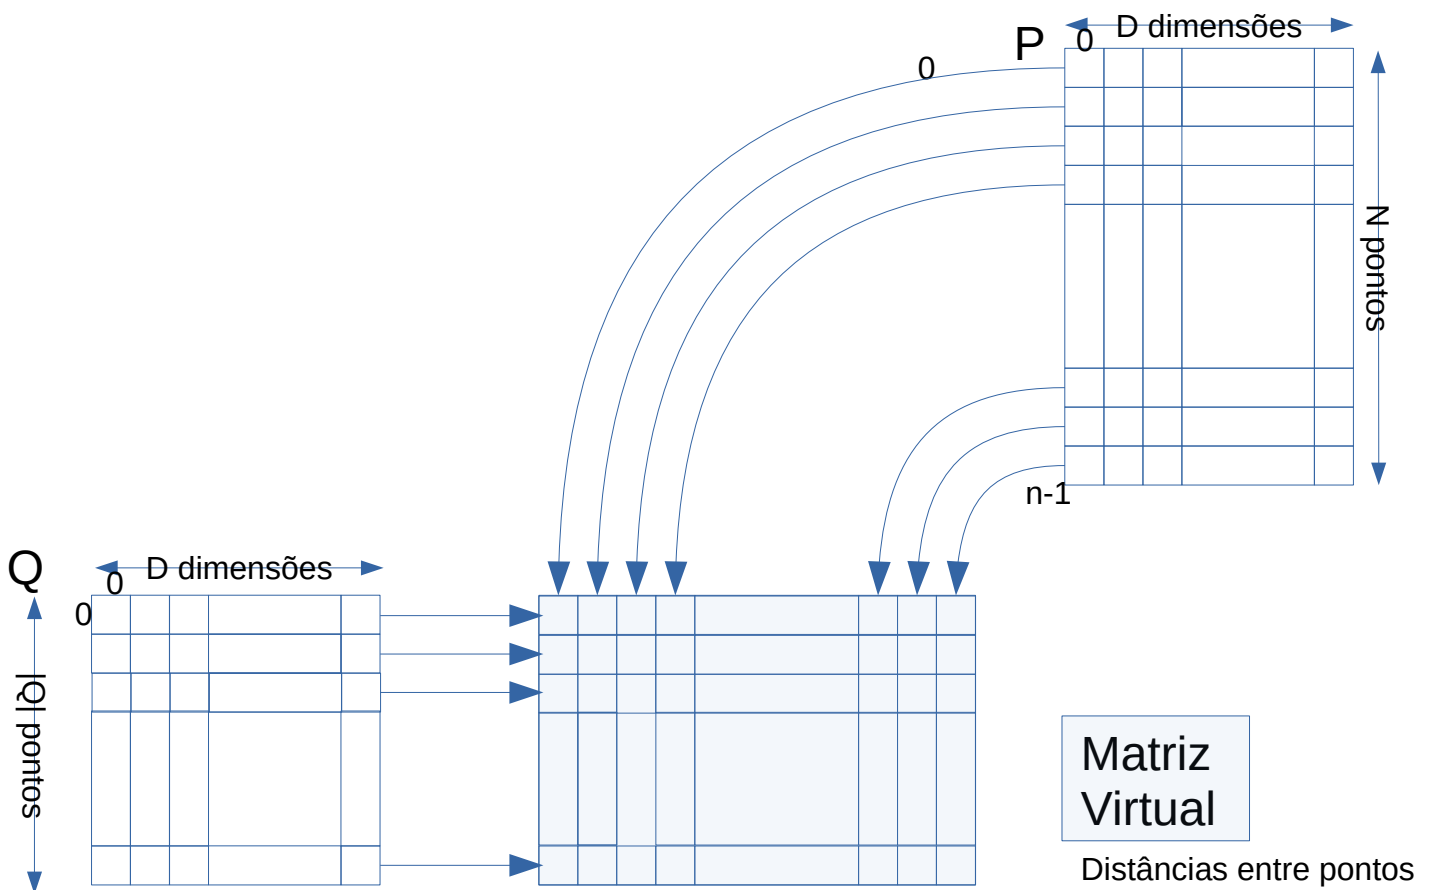 D dimensões
P
0
0
N pontos
n-1
Q
D dimensões
0
0
|Q| pontos
Matriz
Virtual
Distâncias entre pontos